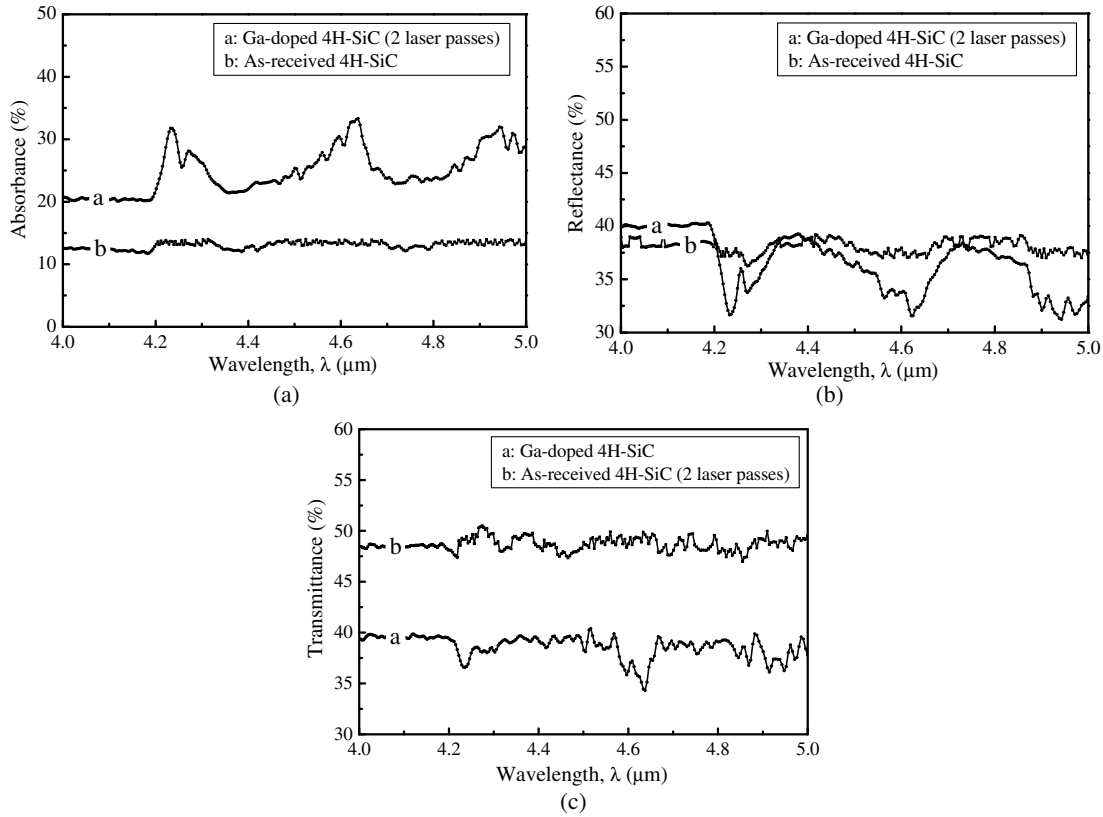 a: Ga-doped 4H-SiC (2 laser passes)
b: As-received 4H-SiC
Absorbance (%)
50
40
30
20
10
0
a
b
4.0 4.2 4.4 4.6 4.8 5.0
Wavelength, λ (µm)
(a)
a: Ga-doped 4H-SiC (2 laser passes)
b: As-received 4H-SiC
Reflectance (%)
60
55
50
45
40
35
30
a
b
4.0 4.2 4.4 4.6 4.8 5.0
Wavelength, λ (µm)
(b)
a: Ga-doped 4H-SiC
b: As-received 4H-SiC (2 laser passes)
Transmittance (%)
60
55
50
45
40
35
30
b
a
4.0 4.2 4.4 4.6 4.8 5.0
Wavelength, λ (µm)
(c)